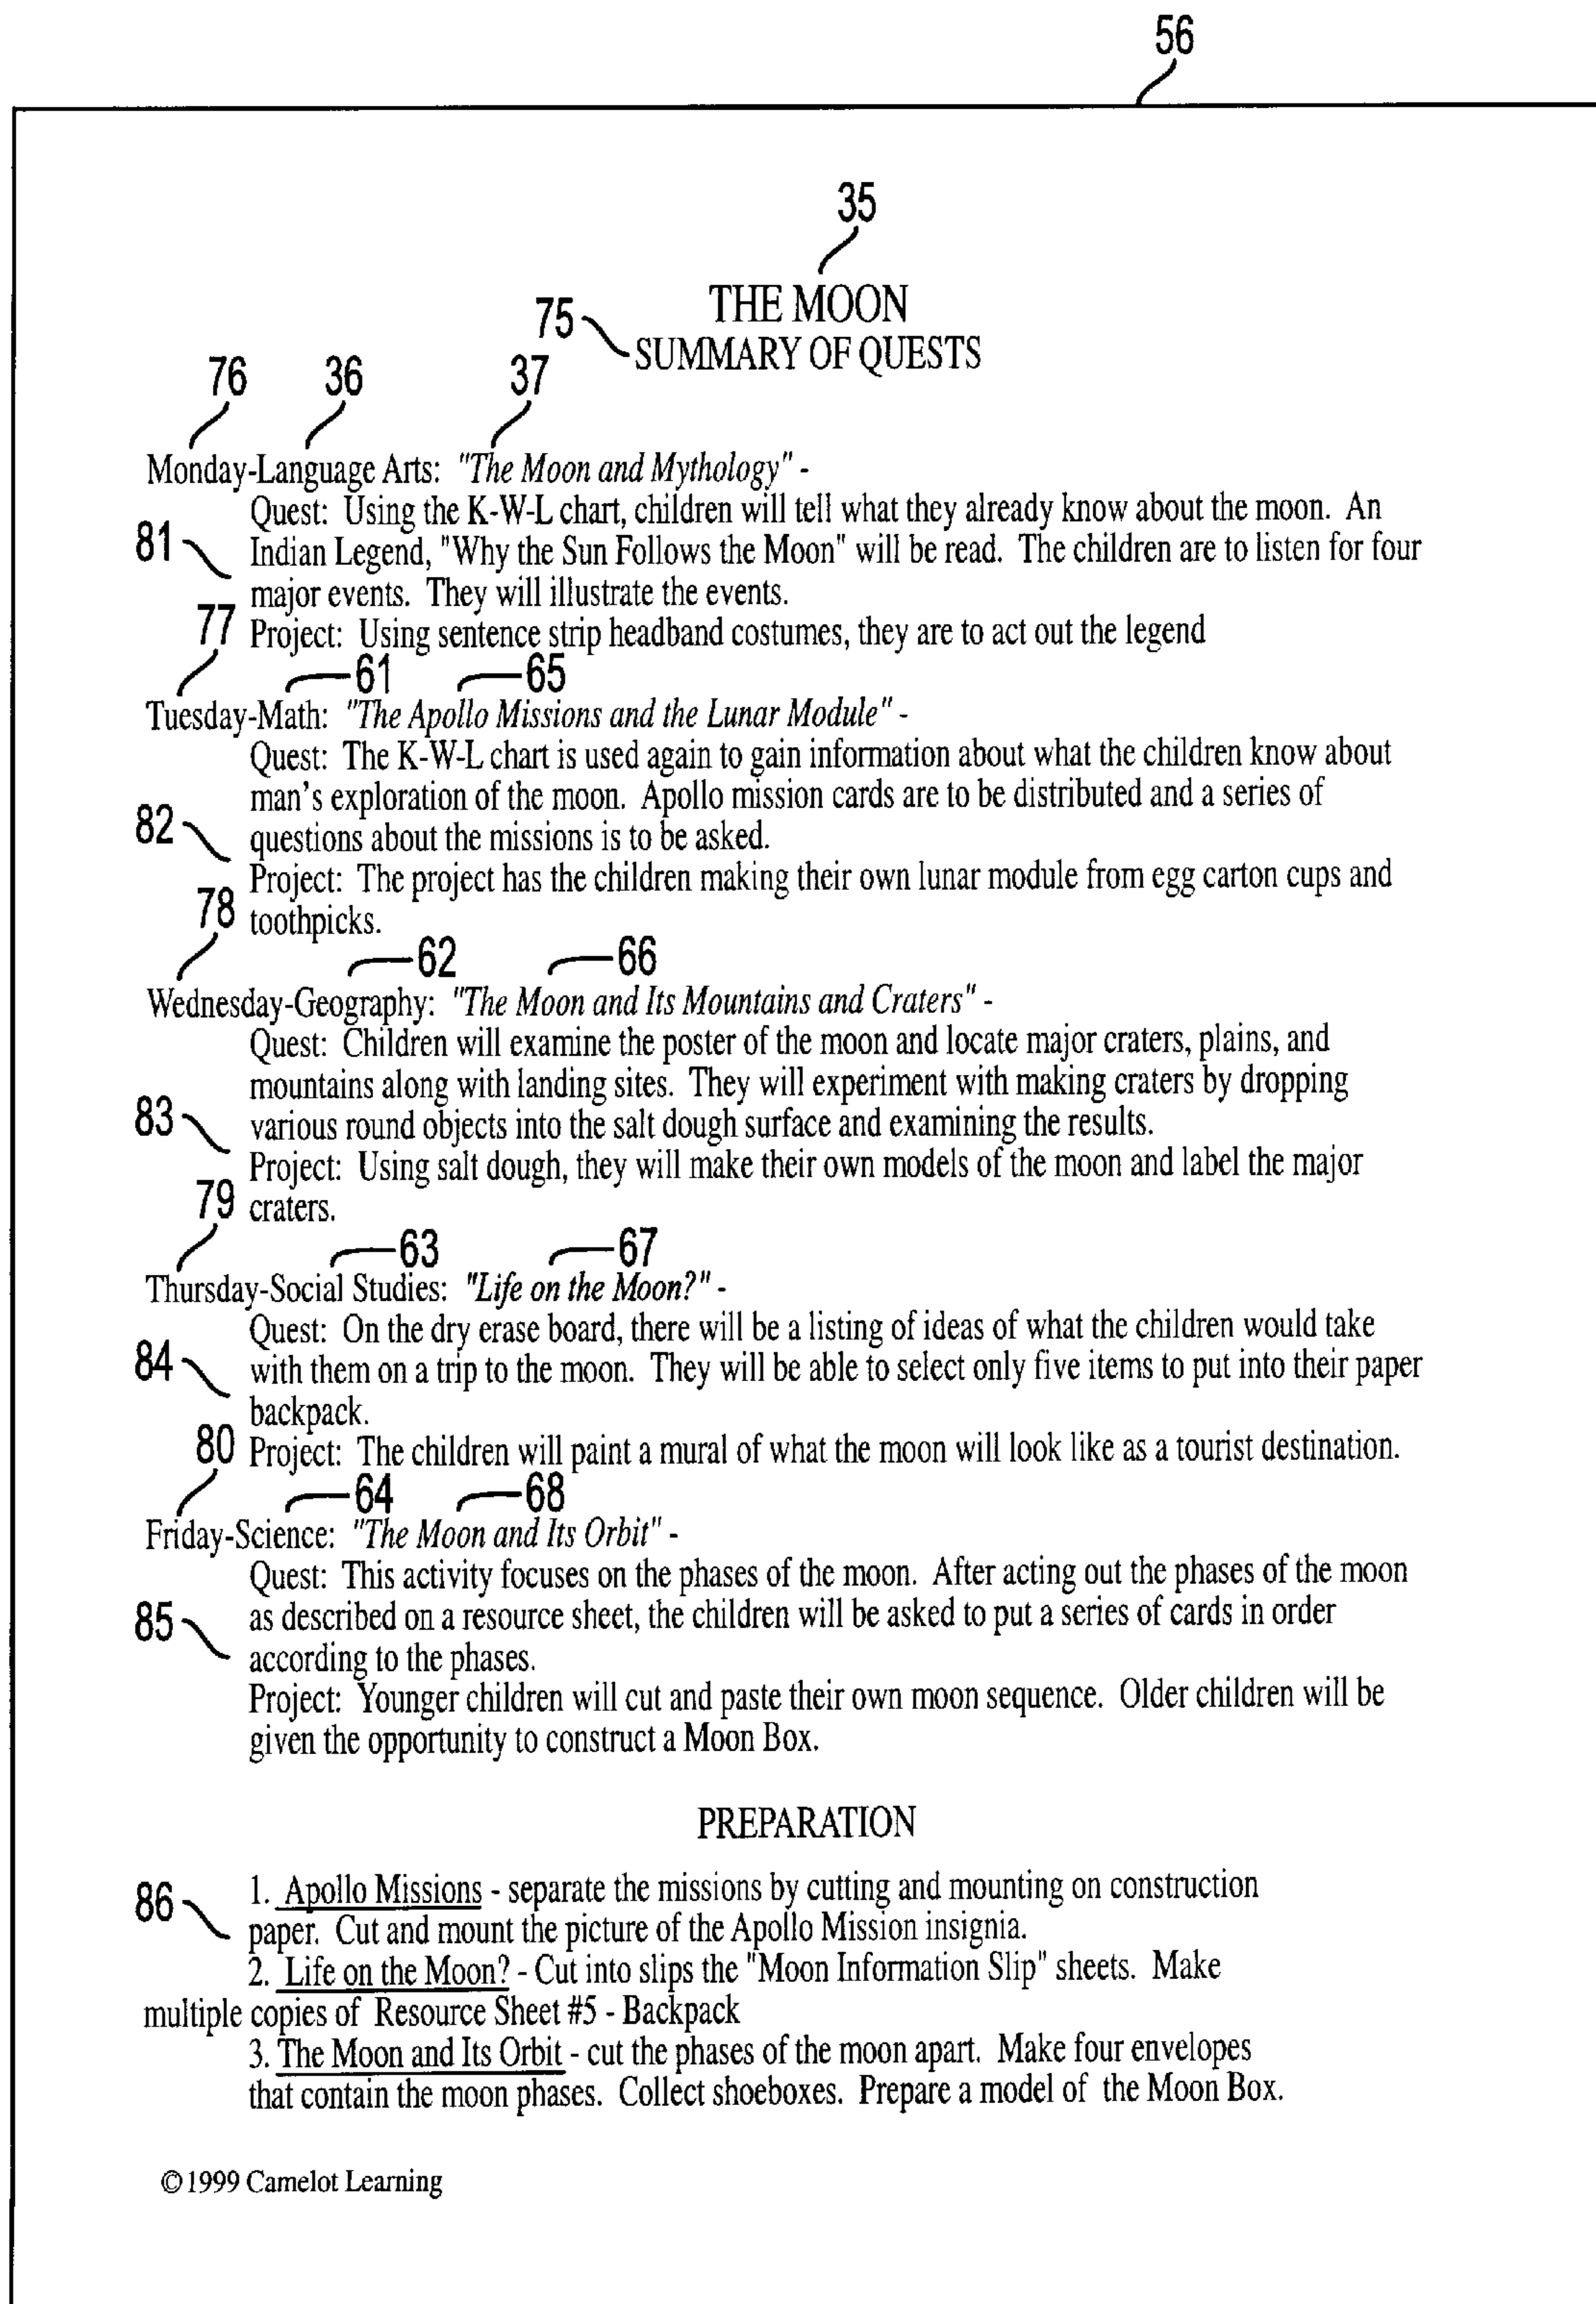 56
35
THE MOON
75 SUMMARY OF QUESTS
76 36 37
Monday-Language Arts: "The Moon and Mythology" -
Quest: Using the K-W-L chart, children will tell what they already know about the moon. An
81 Indian Legend, "Why the Sun Follows the Moon" will be read. The children are to listen for four
major events. They will illustrate the events.
77 Project: Using sentence strip headband costumes, they are to act out the legend
61 65
Tuesday-Math: "The Apollo Missions and the Lunar Module" -
Quest: The K-W-L chart is used again to gain information about what the children know about
man's exploration of the moon. Apollo mission cards are to be distributed and a series of
82 questions about the missions is to be asked.
Project: The project has the children making their own lunar module from egg carton cups and
78 toothpicks.
62 66
Wednesday-Geography: "The Moon and Its Mountains and Craters" -
Quest: Children will examine the poster of the moon and locate major craters, plains, and
mountains along with landing sites. They will experiment with making craters by dropping
83 various round objects into the salt dough surface and examining the results.
Project: Using salt dough, they will make their own models of the moon and label the major
79 craters.
63 67
Thursday-Social Studies: "Life on the Moon?" -
Quest: On the dry erase board, there will be a listing of ideas of what the children would take
84 with them on a trip to the moon. They will be able to select only five items to put into their paper
backpack.
80 Project: The children will paint a mural of what the moon will look like as a tourist destination.
64 68
Friday-Science: "The Moon and Its Orbit" -
Quest: This activity focuses on the phases of the moon. After acting out the phases of the moon
85 as described on a resource sheet, the children will be asked to put a series of cards in order
according to the phases.
Project: Younger children will cut and paste their own moon sequence. Older children will be
given the opportunity to construct a Moon Box.
PREPARATION
86 1. Apollo Missions - separate the missions by cutting and mounting on construction
paper. Cut and mount the picture of the Apollo Mission insignia.
2. Life on the Moon? - Cut into slips the "Moon Information Slip" sheets. Make
multiple copies of Resource Sheet #5 - Backpack
3. The Moon and Its Orbit - cut the phases of the moon apart. Make four envelopes
that contain the moon phases. Collect shoeboxes. Prepare a model of the Moon Box.
©1999 Camelot Learning